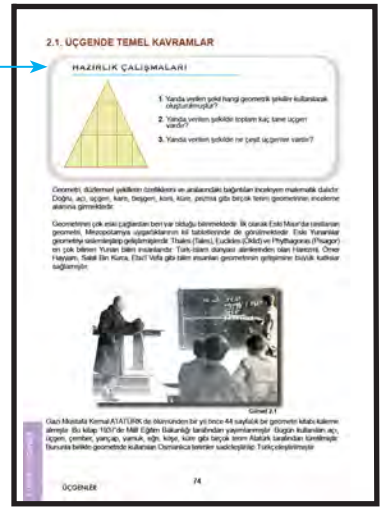 2.1. ÜÇGENDE TEMEL KAVRAMLAR
HAZIRLIK ÇALIŞMALARI
1. Yanda verilen şekil hangi geometrik şekiller kullanılarak
oluşturulmuştur?
2. Yanda verilen şekilde toplam kaç tane üçgen
vardır?
3. Yanda verilen şekilde ne çeşit üçgenler vardır?
Geometri, düzlemsel şekillerin özelliklerini ve aralarındaki bağıntıları inceleyen matematik dalıdır.
Doğru, açı, üçgen, kare, beşgen, koni, küre, prizma gibi birçok terim geometrinin inceleme
alanına girmektedir.
Geometrinin çok eski çağlardan beri var olduğu bilinmektedir. İlk olarak Eski Mısır'da rastlanan
geometri, Mezopotamya uygarlıklarının kil tabletlerinde de görülmektedir. Eski Yunanlar
geometriyi sistemleştirip geliştirmişlerdir. Thales (Tales), Euclides (Öklid) ve Phythagoras (Pisagor)
en çok bilinen Yunan bilim insanlarıdır. Türk-İslam dünyası alimlerinden olan Harezmi, Ömer
Hayyam, Sabit Bin Kurra, Ebu'l Vefa gibi bilim insanları geometrinin gelişimine büyük katkılar
sağlamıştır.
Görsel 2.1
Gazi Mustafa Kemal ATATÜRK de ölümünden bir yıl önce 44 sayfalık bir geometri kitabı kaleme
almıştır. Bu kitap 1937'de Millî Eğitim Bakanlığı tarafından yayımlanmıştır. Bugün kullanılan açı,
üçgen, çember, yarıçap, yamuk, eğri, köşe, küre gibi birçok terim Atatürk tarafından türetilmiştir.
Bununla birlikte geometride kullanılan Osmanlıca terimler sadeleştirilip Türkçeleştirilmiştir.
ÜÇGENLER
74